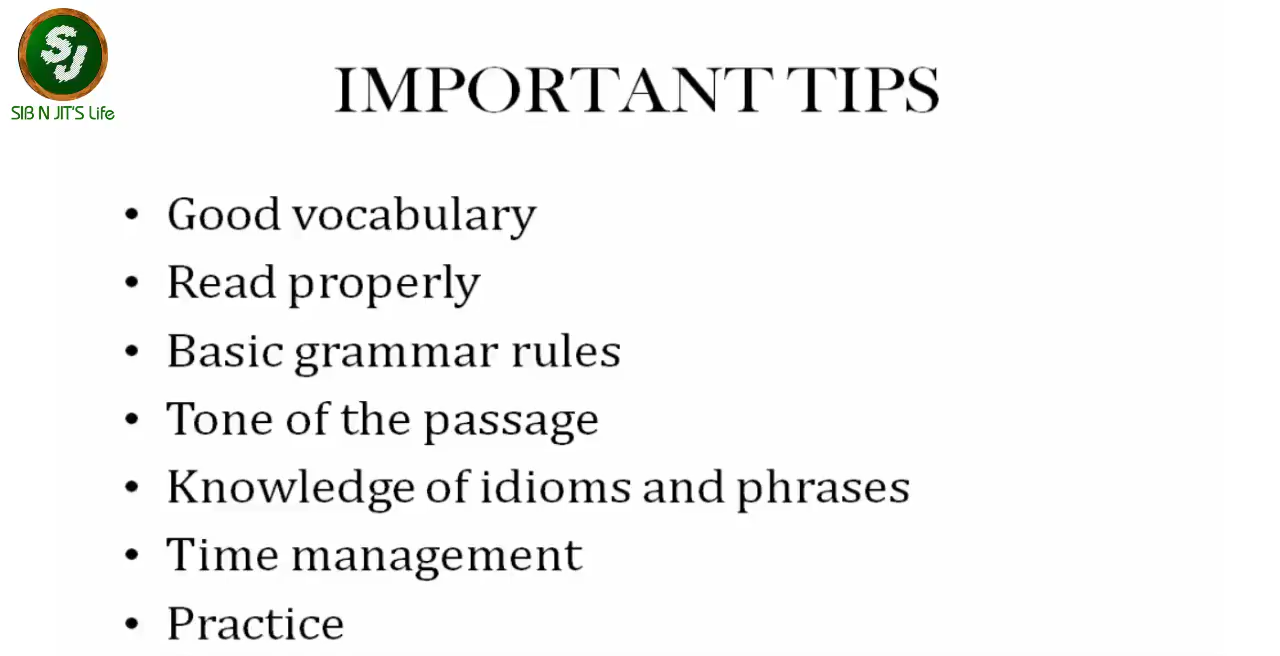 SJ
SIB N JIT'S Life
IMPORTANT TIPS
• Good vocabulary
• Read properly
• Basic grammar rules
• Tone of the passage
• Knowledge of idioms and phrases
• Time management
• Practice